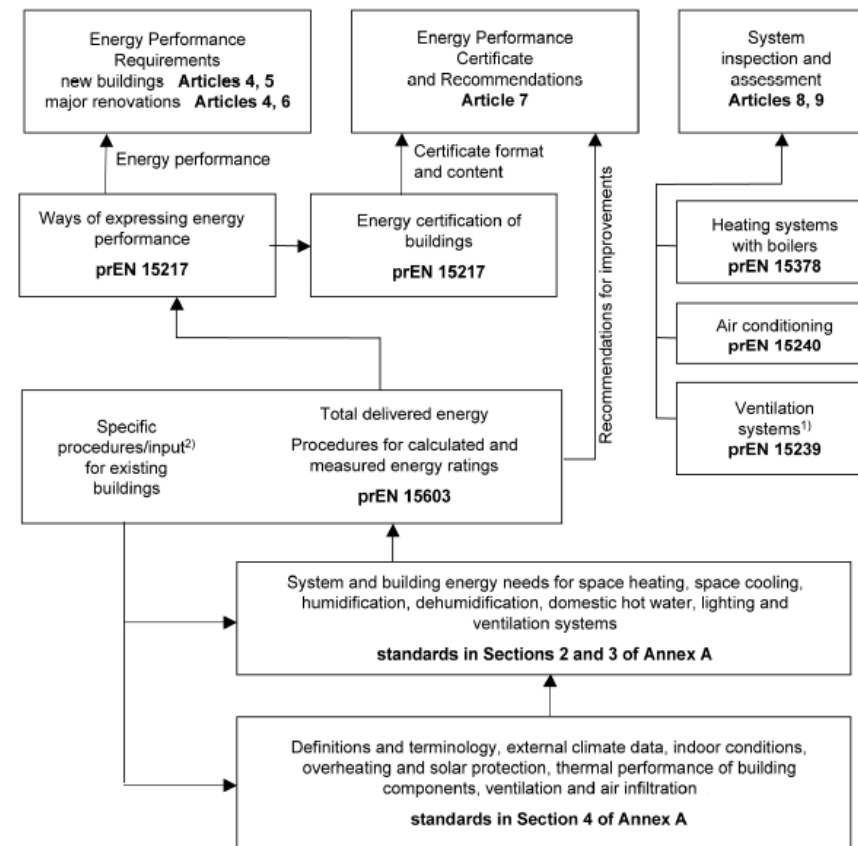 Energy Performance
Requirements
new buildings Articles 4, 5
major renovations Articles 4, 6
Energy Performance
Certificate
and Recommendations
Article 7
System
inspection and
assessment
Articles 8, 9
Energy performance
Certificate format
and content
Recommendations for improvements
Ways of expressing energy
performance
prEN 15217
Energy certification of
buildings
prEN 15217
Heating systems
with boilers
prEN 15378
Air conditioning
prEN 15240
Ventilation
systems1)
prEN 15239
Specific
procedures/input2)
for existing
buildings
Total delivered energy
Procedures for calculated and
measured energy ratings
prEN 15603
System and building energy needs for space heating, space cooling,
humidification, dehumidification, domestic hot water, lighting and
ventilation systems
standards in Sections 2 and 3 of Annex A
Definitions and terminology, external climate data, indoor conditions,
overheating and solar protection, thermal performance of building
components, ventilation and air infiltration
standards in Section 4 of Annex A